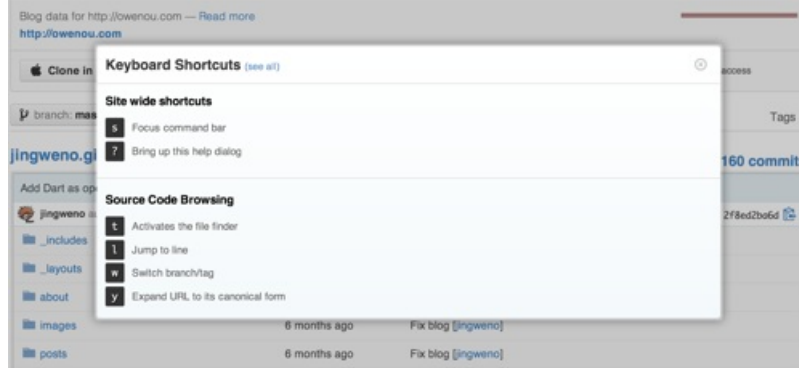 Blog data for http://owenou.com — Read more
http://owenou.com
Clone in
Keyboard Shortcuts (see all)
access
Site wide shortcuts
branch: mas
s Focus command bar
Tags
? Bring up this help dialog
jingweno.gi
160 commit
Source Code Browsing
Add Dart as op
t Activates the file finder
jingweno
2f8ed2ba6d
l Jump to line
_includes
w Switch branch/tag
_layouts
y Expand URL to its canonical form
about
images 6 months ago Fix blog [jingweno]
posts 6 months ago Fix blog [jingweno]